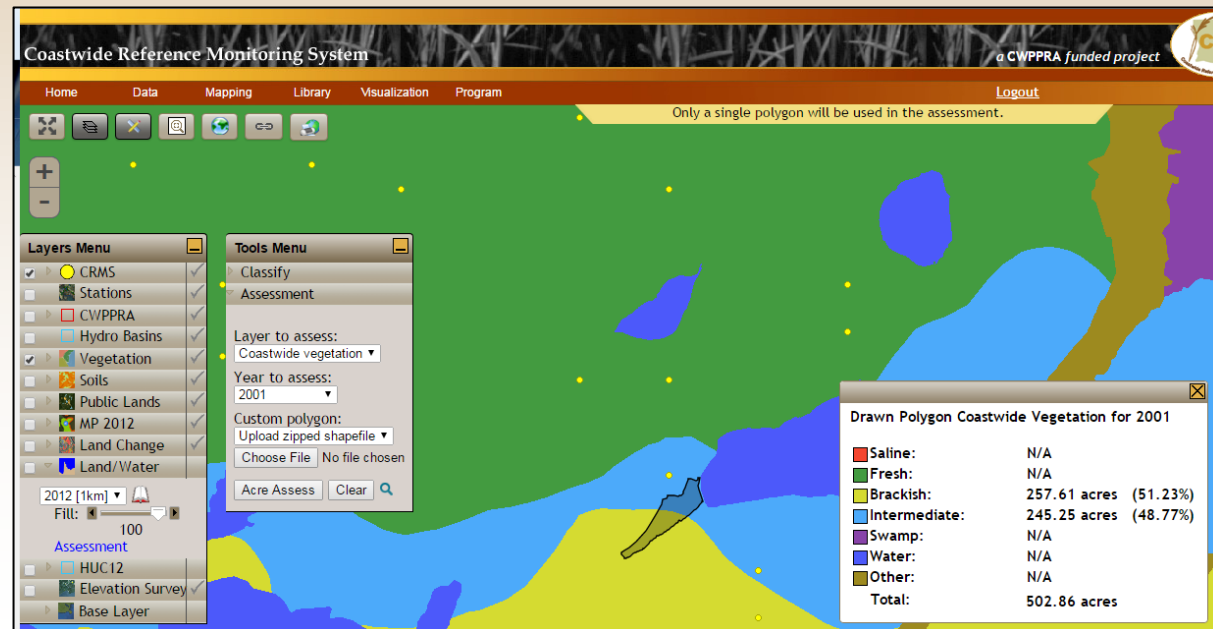 Coastwide Reference Monitoring System
a CWPPRA funded project
Home Data Mapping Library Visualization Program Logout
Only a single polygon will be used in the assessment.
+
-
Layers Menu
CRMS
Stations
CWPPRA
Hydro Basins
Vegetation
Soils
Public Lands
MP 2012
Land Change
Land/Water
2012 [1km]
Fill:
100
Assessment
HUC12
Elevation Survey
Base Layer
Tools Menu
Classify
Assessment
Layer to assess:
Coastwide vegetation
Year to assess:
2001
Custom polygon:
Upload zipped shapefile
Choose File No file chosen
Acre Assess Clear
Drawn Polygon Coastwide Vegetation for 2001
Saline: N/A
Fresh: N/A
Brackish: 257.61 acres (51.23%)
Intermediate: 245.25 acres (48.77%)
Swamp: N/A
Water: N/A
Other: N/A
Total: 502.86 acres